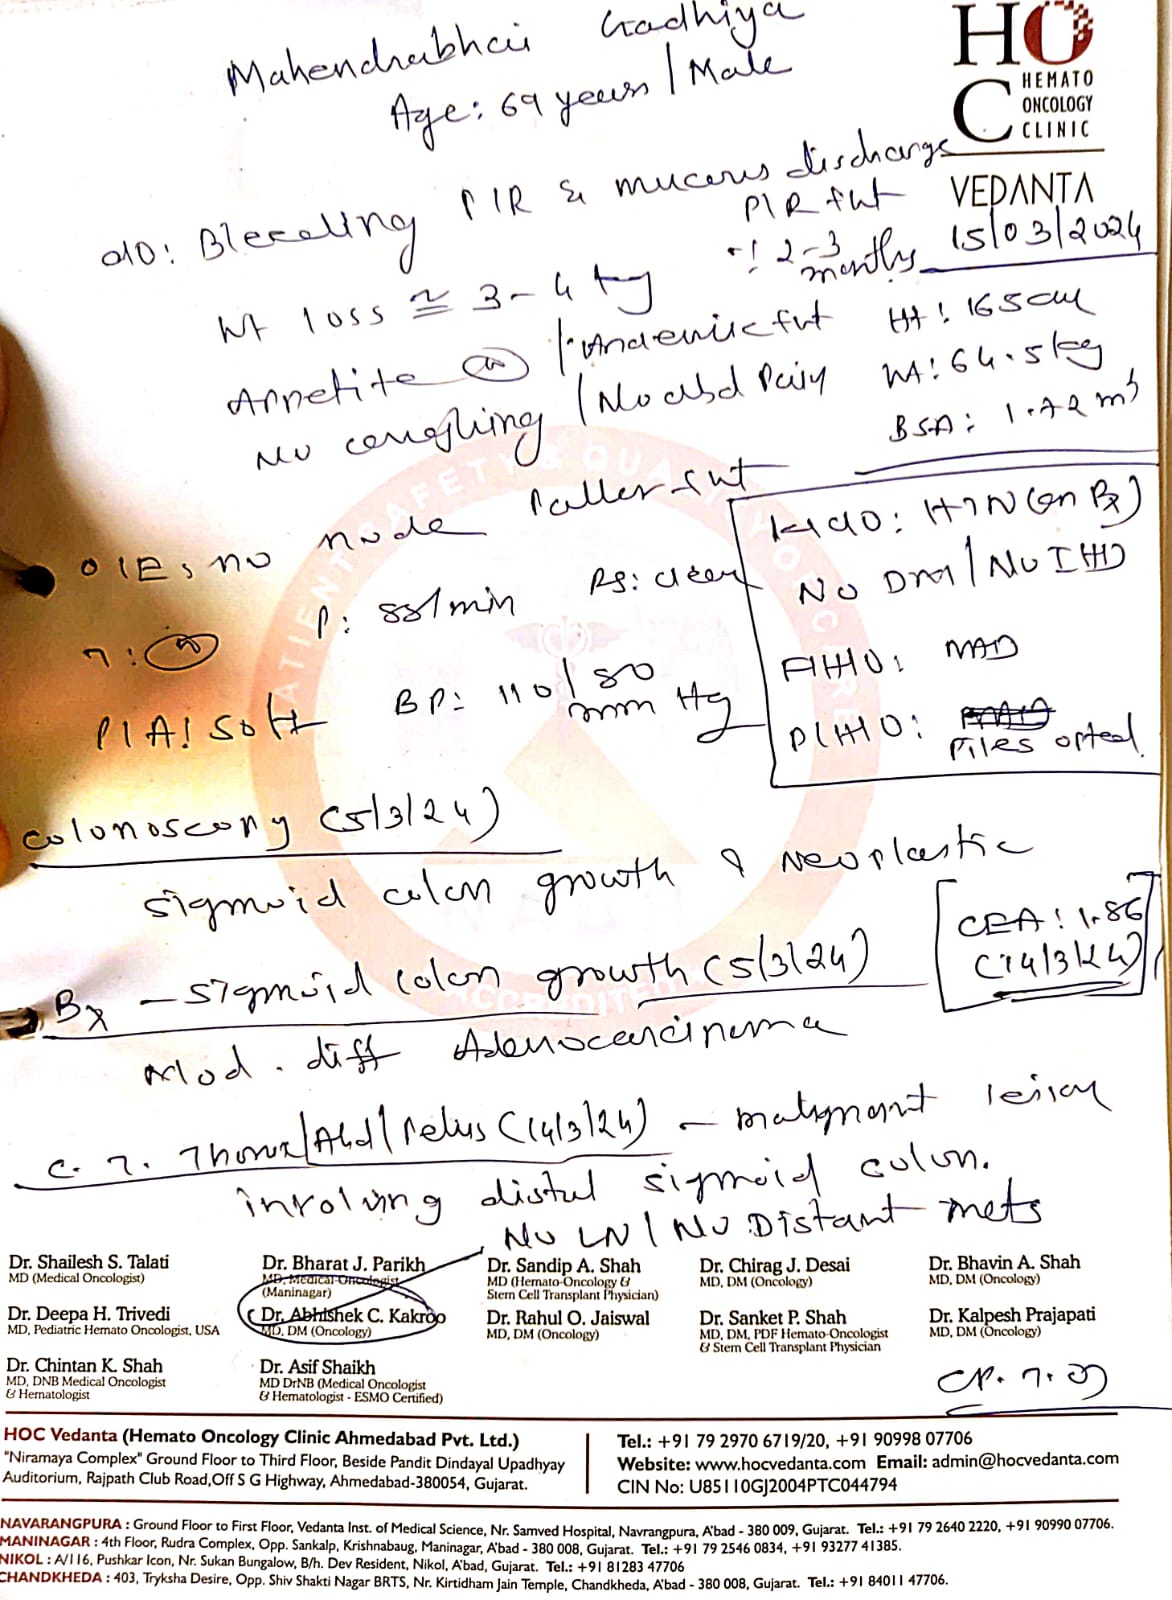 Mahendrabhai Gadhiya
Age: 69 years / Male
HOC
HEMATO
ONCOLOGY
CLINIC
VEDANTA
15/03/2024
c/o: Bleeding P/R & mucous discharge
P/R
2-3
months
Wt loss ≅ 3-4 kg
Appetite (N) /
No coughing / No abd Pain
Ht: 165 cm
Wt: 64.5 kg
BSA: 1.72 m³
O/E: no node Pallor
T: (N) P: 88/min RS: clear
P/A: Soft BP: 110/80
mm Hg
K/c/o: HTN (on Rx)
No DM / No IHD
F/H/O: NAD
P/H/O:
Piles opted
Colonoscopy (5/3/24)
Sigmoid colon growth ? Neoplastic
CEA: 1.86
(14/3/24)
Bx - Sigmoid colon growth (5/3/24)
Mod. diff Adenocarcinoma
C.T. Thorax/Abd/Pelvis (14/3/24) - malignant lesion
involving distal sigmoid colon.
No LN / No Distant mets
Dr. Shailesh S. Talati
MD (Medical Oncologist)
Dr. Bharat J. Parikh
MD, Medical Oncologist
(Maninagar)
Dr. Sandip A. Shah
MD (Hemato-Oncology &
Stem Cell Transplant Physician)
Dr. Chirag J. Desai
MD, DM (Oncology)
Dr. Bhavin A. Shah
MD, DM (Oncology)
Dr. Deepa H. Trivedi
MD, Pediatric Hemato Oncologist, USA
Dr. Abhishek C. Kakroo
MD, DM (Oncology)
Dr. Rahul O. Jaiswal
MD, DM (Oncology)
Dr. Sanket P. Shah
MD, DM, PDF Hemato-Oncologist
& Stem Cell Transplant Physician
Dr. Kalpesh Prajapati
MD, DM (Oncology)
Dr. Chintan K. Shah
MD, DNB Medical Oncologist
& Hematologist
Dr. Asif Shaikh
MD DrNB (Medical Oncologist
& Hematologist - ESMO Certified)
HOC Vedanta (Hemato Oncology Clinic Ahmedabad Pvt. Ltd.)
"Niramaya Complex" Ground Floor to Third Floor, Beside Pandit Dindayal Upadhyay
Auditorium, Rajpath Club Road,Off S G Highway, Ahmedabad-380054, Gujarat.
Tel.: +91 79 2970 6719/20, +91 90998 07706
Website: www.hocvedanta.com Email: admin@hocvedanta.com
CIN No: U85110GJ2004PTC044794
NAVARANGPURA : Ground Floor to First Floor, Vedanta Inst. of Medical Science, Nr. Samved Hospital, Navrangpura, A'bad - 380 009, Gujarat. Tel.: +91 79 2640 2220, +91 90990 07706.
MANINAGAR : 4th Floor, Rudra Complex, Opp. Sankalp, Krishnabaug, Maninagar, A'bad - 380 008, Gujarat. Tel.: +91 79 2546 0834, +91 93277 41385.
NIKOL : A/116, Pushkar Icon, Nr. Sukan Bungalow, B/h. Dev Resident, Nikol, A'bad, Gujarat. Tel.: +91 81283 47706
CHANDKHEDA : 403, Tryksha Desire, Opp. Shiv Shakti Nagar BRTS, Nr. Kirtidham Jain Temple, Chandkheda, A'bad - 380 008, Gujarat. Tel.: +91 84011 47706.